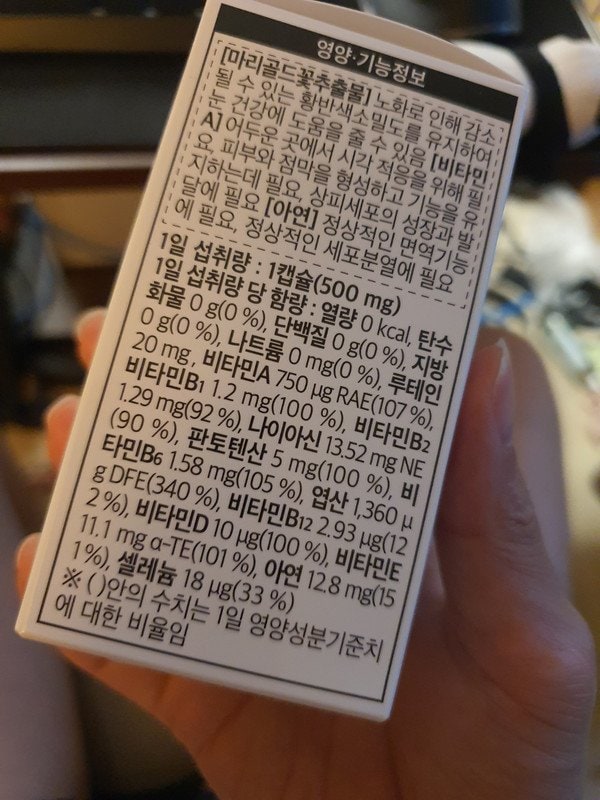 영양·기능정보
[마리골드꽃추출물] 노화로 인해 감소
될 수 있는 황반색소밀도를 유지하여
눈 건강에 도움을 줄 수 있음 [비타민
A] 어두운 곳에서 시각 적응을 위해 필
요, 피부와 점막을 형성하고 기능을 유
지하는데 필요, 상피세포의 성장과 발
달에 필요 [아연] 정상적인 면역기능
에 필요, 정상적인 세포분열에 필요
1일 섭취량 : 1캡슐(500 mg)
1일 섭취량 당 함량 : 열량 0 kcal, 탄수
화물 0 g(0 %), 단백질 0 g(0 %), 지방
0 g(0 %), 나트륨 0 mg(0 %), 루테인
20 mg, 비타민A 750 μg RAE(107 %),
비타민B1 1.2 mg(100 %), 비타민B2
1.29 mg(92 %), 나이아신 13.52 mg NE
(90 %), 판토텐산 5 mg(100 %), 비
타민B6 1.58 mg(105 %), 엽산 1,360 μ
g DFE(340 %), 비타민B12 2.93 μg(12
2 %), 비타민D 10 μg(100 %), 비타민E
11.1 mg α-TE(101 %), 아연 12.8 mg(15
1 %), 셀레늄 18 μg(33 %)
※ ( )안의 수치는 1일 영양성분기준치
에 대한 비율임